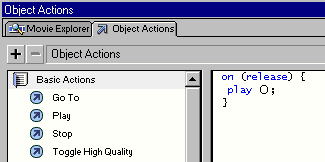 Object Actions
Movie Explorer Object Actions
+ − Object Actions
Basic Actions
Go To
Play
Stop
Toggle High Quality
on (release) {
play ();
}